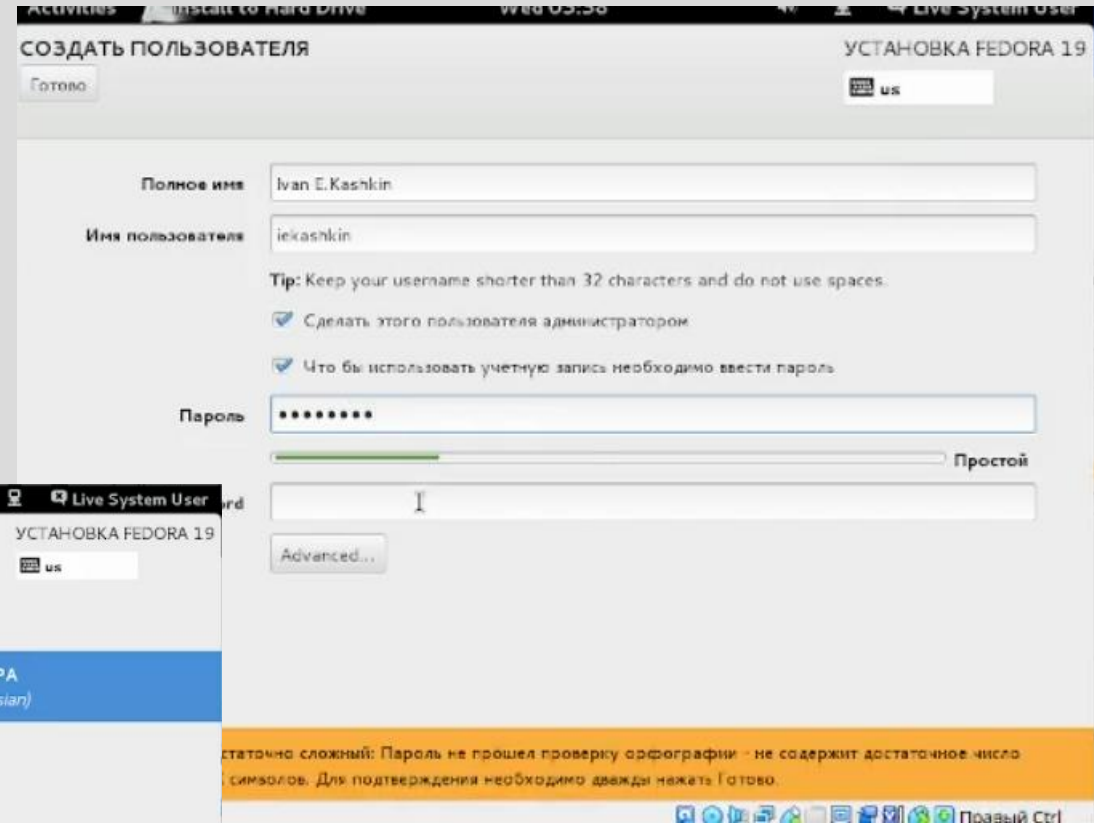 Activities Install to Hard Drive Wed 03:58 Live System User
СОЗДАТЬ ПОЛЬЗОВАТЕЛЯ
УСТАНОВКА FEDORA 19
Готово
us
Полное имя
Ivan E.Kashkin
Имя пользователя
iekashkin
Tip: Keep your username shorter than 32 characters and do not use spaces.
Сделать этого пользователя администратором
Что бы использовать учётную запись необходимо ввести пароль
Пароль
••••••••
Простой
ord
Advanced...
Live System User
УСТАНОВКА FEDORA 19
us
РА
sian)
статочно сложный: Пароль не прошел проверку орфографии - не содержит достаточное число
символов. Для подтверждения необходимо дважды нажать Готово.
Правый Ctrl